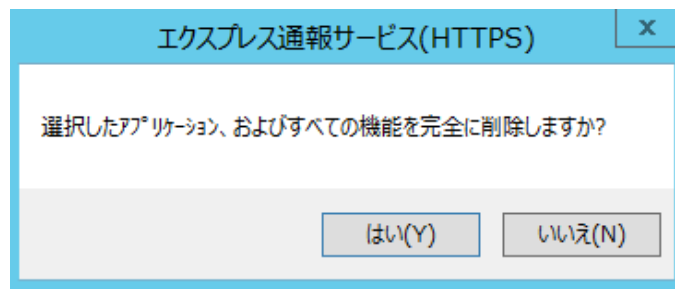 エクスプレス通報サービス(HTTPS)
x
選択したｱﾌﾟﾘｹｰｼｮﾝ、およびすべての機能を完全に削除しますか?
はい(Y)
いいえ(N)